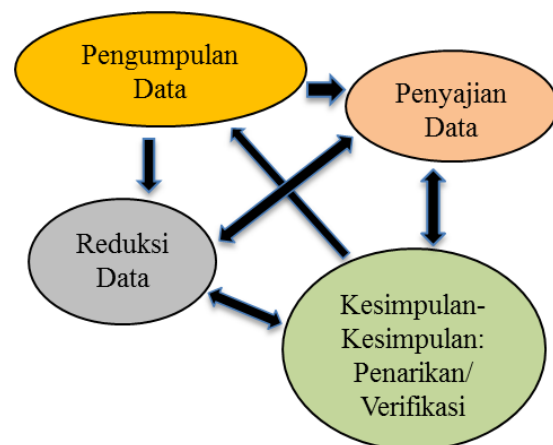 Pengumpulan
Data
Penyajian
Data
Reduksi
Data
Kesimpulan-
Kesimpulan:
Penarikan/
Verifikasi